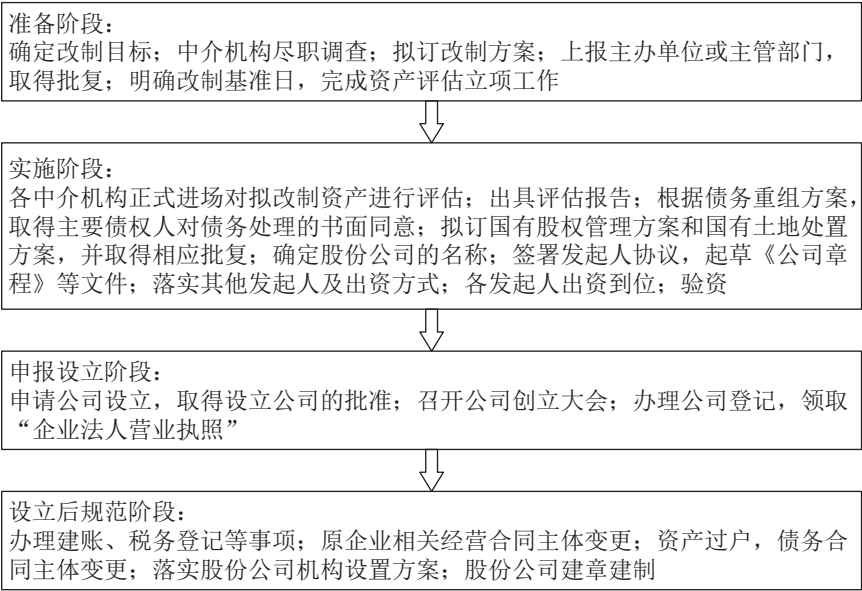 准备阶段：
确定改制目标；中介机构尽职调查；拟订改制方案；上报主办单位或主管部门，
取得批复；明确改制基准日，完成资产评估立项工作
实施阶段：
各中介机构正式进场对拟改制资产进行评估；出具评估报告；根据债务重组方案，
取得主要债权人对债务处理的书面同意；拟订国有股权管理方案和国有土地处置
方案，并取得相应批复；确定股份公司的名称；签署发起人协议，起草《公司章
程》等文件；落实其他发起人及出资方式；各发起人出资到位；验资
申报设立阶段：
申请公司设立，取得设立公司的批准；召开公司创立大会；办理公司登记，领取
“企业法人营业执照”
设立后规范阶段：
办理建账、税务登记等事项；原企业相关经营合同主体变更；资产过户，债务合
同主体变更；落实股份公司机构设置方案；股份公司建章建制